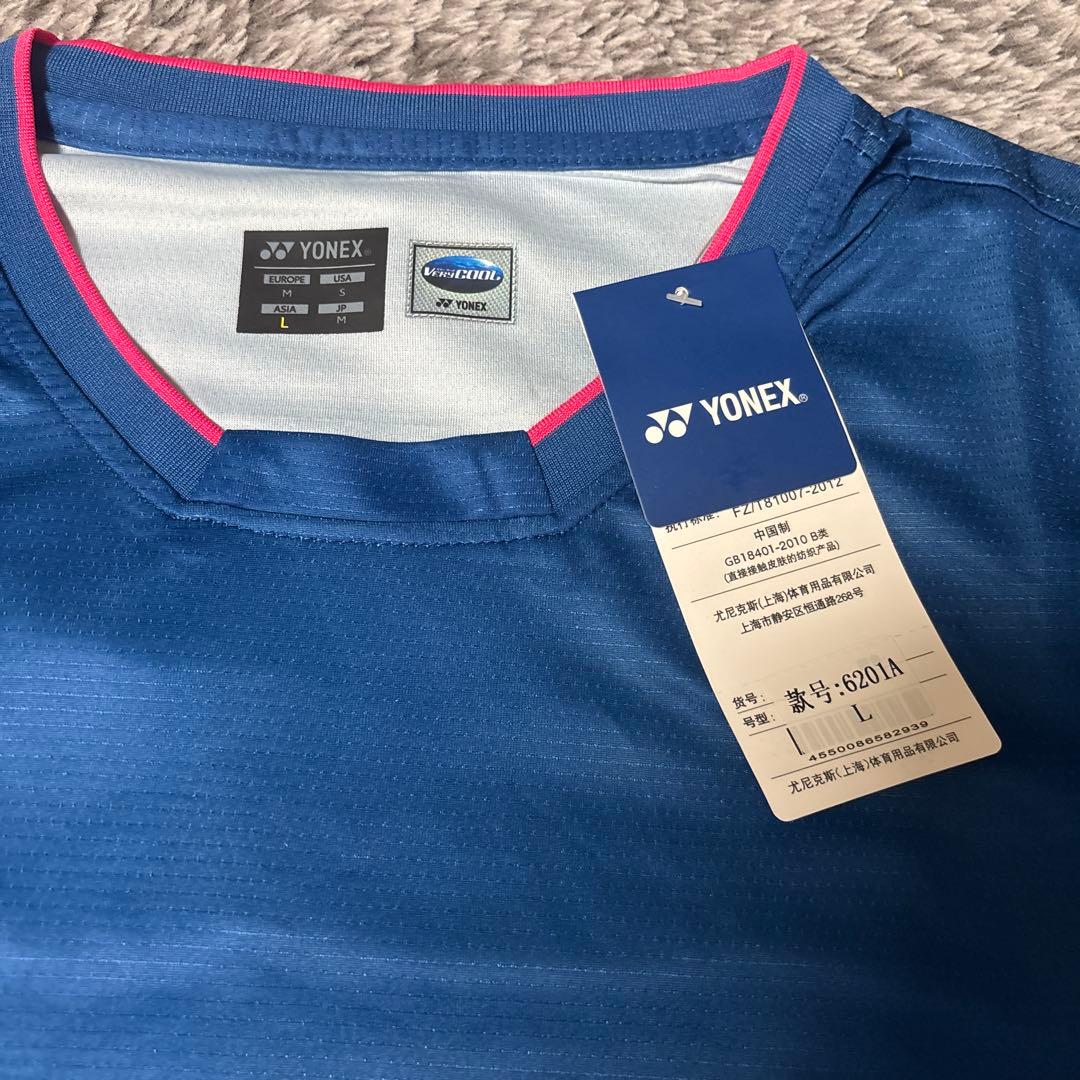 YONEX®
EUROPE USA
M S
ASIA JP
L M
VERYCOOL
YONEX
YONEX®
执行标准: FZ/T81007-2012
中国制
GB18401-2010 B类
(直接接触皮肤的纺织产品)
尤尼克斯(上海)体育用品有限公司
上海市静安区恒通路268号
货号: 款号:6201A
号型: L
4550086582939
尤尼克斯(上海)体育用品有限公司